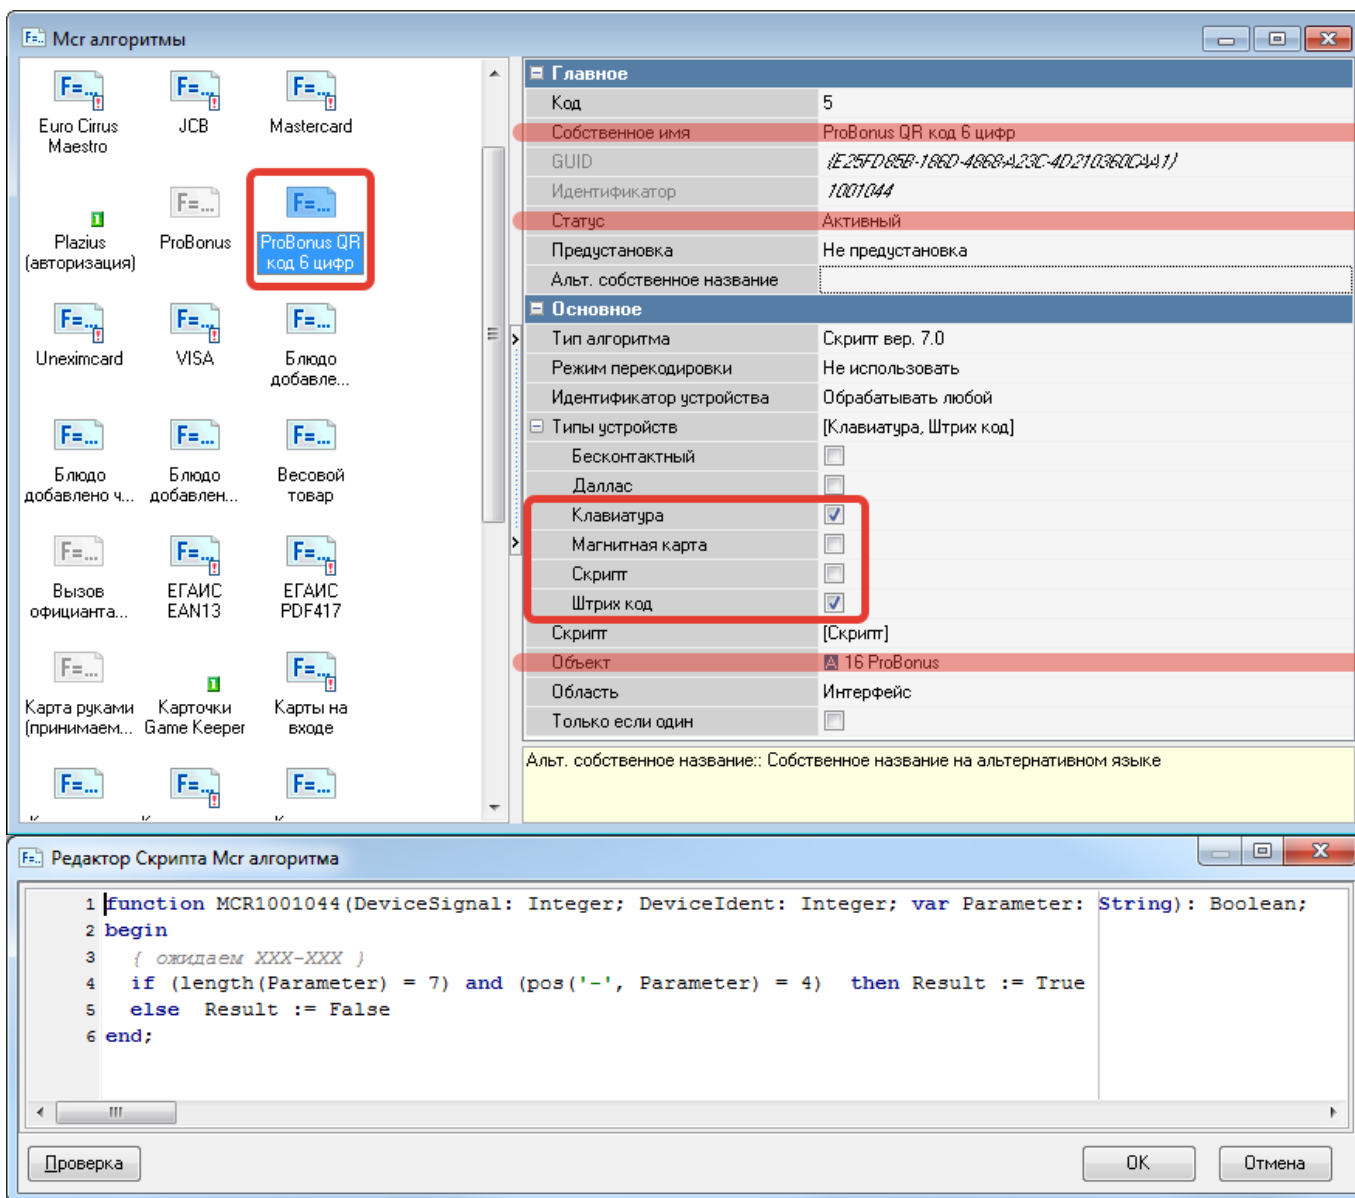 Mcr алгоритмы
Euro Cirrus Maestro
JCB
Mastercard
Plazius (авторизация)
ProBonus
ProBonus QR код 6 цифр
Uneximcard
VISA
Блюдо добавле...
Блюдо добавлено ч...
Блюдо добавлен...
Весовой товар
Вызов официанта...
ЕГАИС EAN13
ЕГАИС PDF417
Карта руками (принимаем...
Карточки Game Keeper
Карты на входе
Главное
Код 5
Собственное имя ProBonus QR код 6 цифр
GUID {E25FD85B-186D-4868-A23C-4D210360CAA1}
Идентификатор 1001044
Статус Активный
Предустановка Не предустановка
Альт. собственное название
Основное
Тип алгоритма Скрипт вер. 7.0
Режим перекодировки Не использовать
Идентификатор устройства Обрабатывать любой
Типы устройств [Клавиатура, Штрих код]
Бесконтактный
Даллас
Клавиатура
Магнитная карта
Скрипт
Штрих код
Скрипт [Скрипт]
Объект A 16 ProBonus
Область Интерфейс
Только если один
Альт. собственное название:: Собственное название на альтернативном языке
Редактор Скрипта Mcr алгоритма
1 function MCR1001044(DeviceSignal: Integer; DeviceIdent: Integer; var Parameter: String): Boolean;
2 begin
3 { ожидаем XXX-XXX }
4 if (length(Parameter) = 7) and (pos('-', Parameter) = 4) then Result := True
5 else Result := False
6 end;
Проверка
OK
Отмена